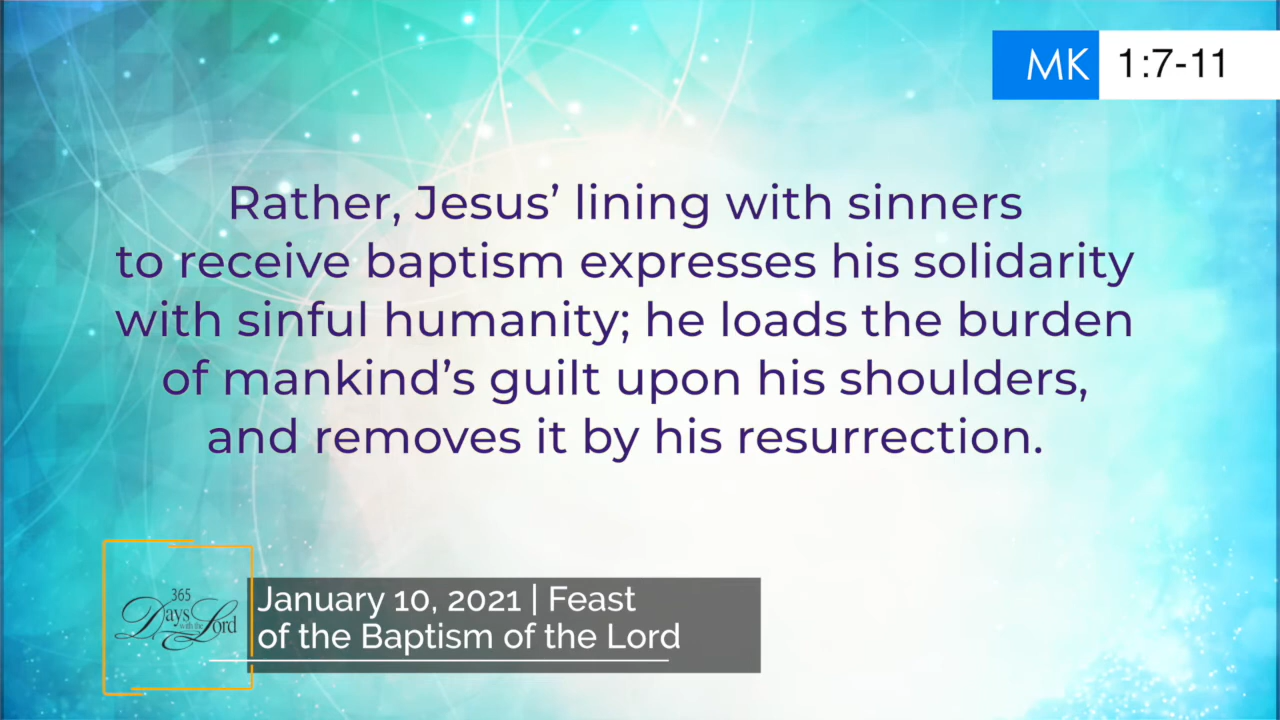 MK 1:7-11
Rather, Jesus’ lining with sinners
to receive baptism expresses his solidarity
with sinful humanity; he loads the burden
of mankind’s guilt upon his shoulders,
and removes it by his resurrection.
365
Days with the Lord
January 10, 2021 | Feast
of the Baptism of the Lord